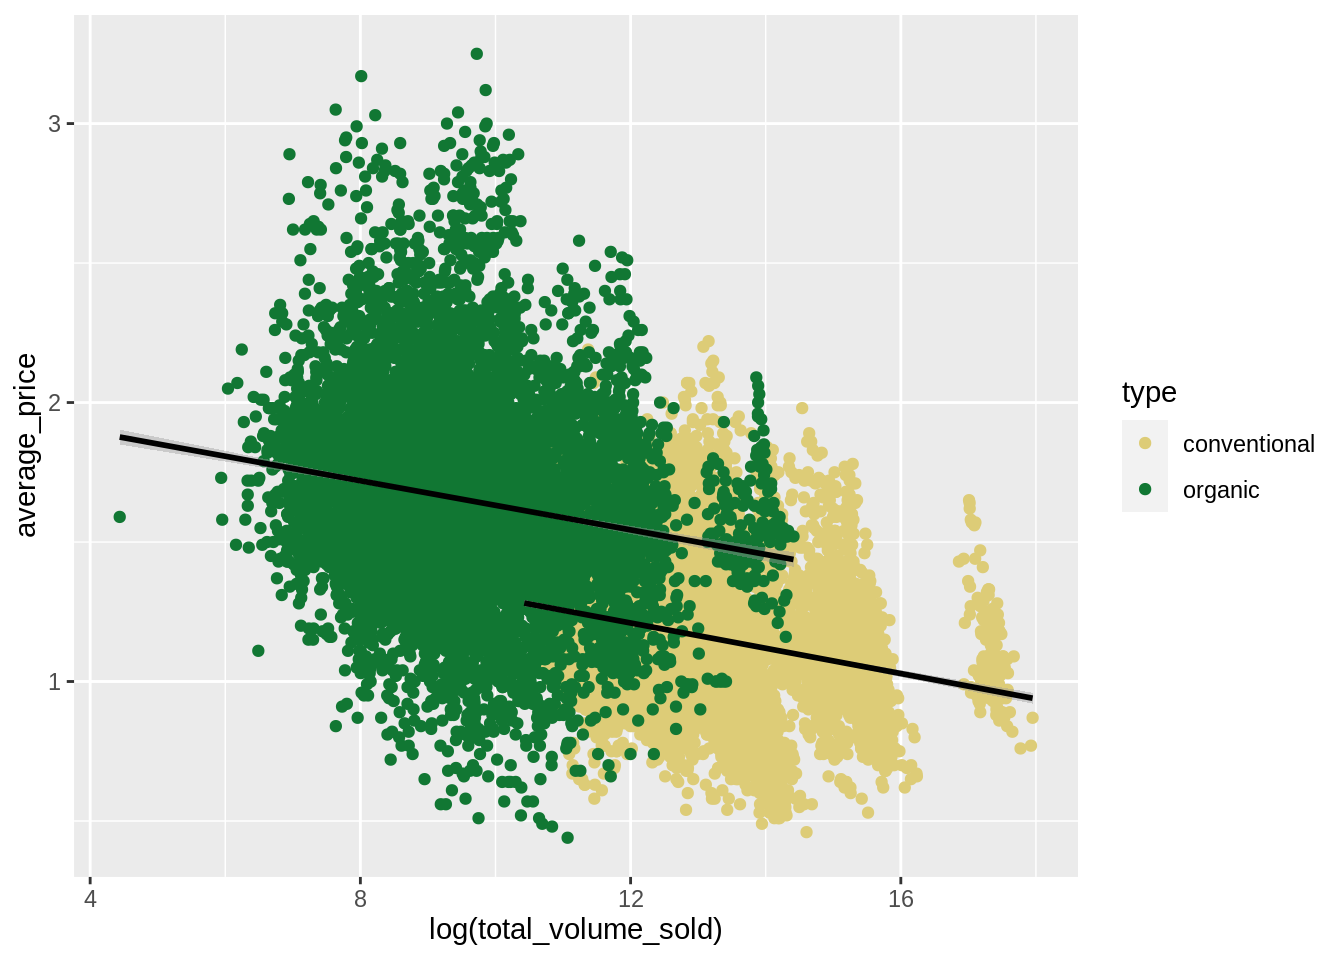 3
2
1
average_price
4
8
12
16
log(total_volume_sold)
type
conventional
organic